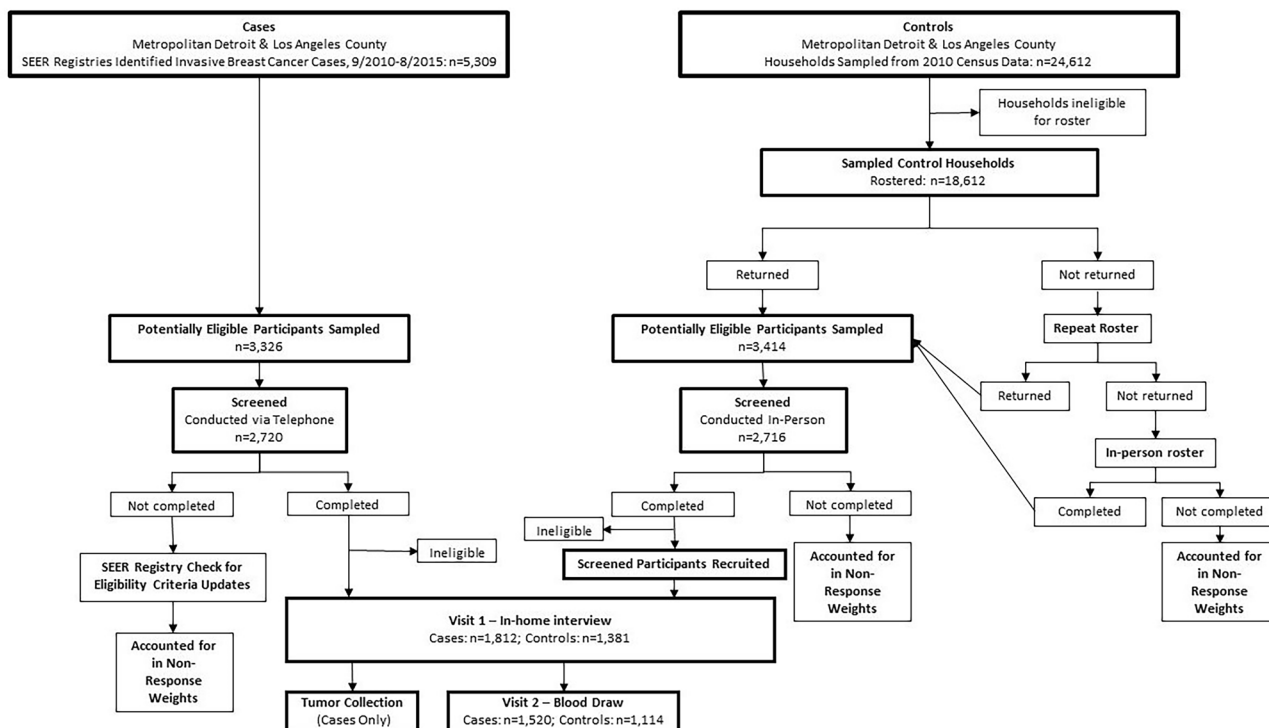 Cases
Metropolitan Detroit & Los Angeles County
SEER Registries Identified Invasive Breast Cancer Cases, 9/2010-8/2015: n=5,309
Controls
Metropolitan Detroit & Los Angeles County
Households Sampled from 2010 Census Data: n=24,612
Households ineligible
for roster
Sampled Control Households
Rostered: n=18,612
Returned
Not returned
Potentially Eligible Participants Sampled
n=3,326
Potentially Eligible Participants Sampled
n=3,414
Repeat Roster
Returned
Not returned
Screened
Conducted via Telephone
n=2,720
Screened
Conducted In-Person
n=2,716
In-person roster
Not completed
Completed
Completed
Not completed
Completed
Not completed
Ineligible
Ineligible
SEER Registry Check for
Eligibility Criteria Updates
Screened Participants Recruited
Accounted for
in Non-
Response
Weights
Accounted for
in Non-
Response
Weights
Visit 1 – In-home interview
Cases: n=1,812; Controls: n=1,381
Accounted for
in Non-
Response
Weights
Tumor Collection
(Cases Only)
Visit 2 – Blood Draw
Cases: n=1,520; Controls: n=1,114